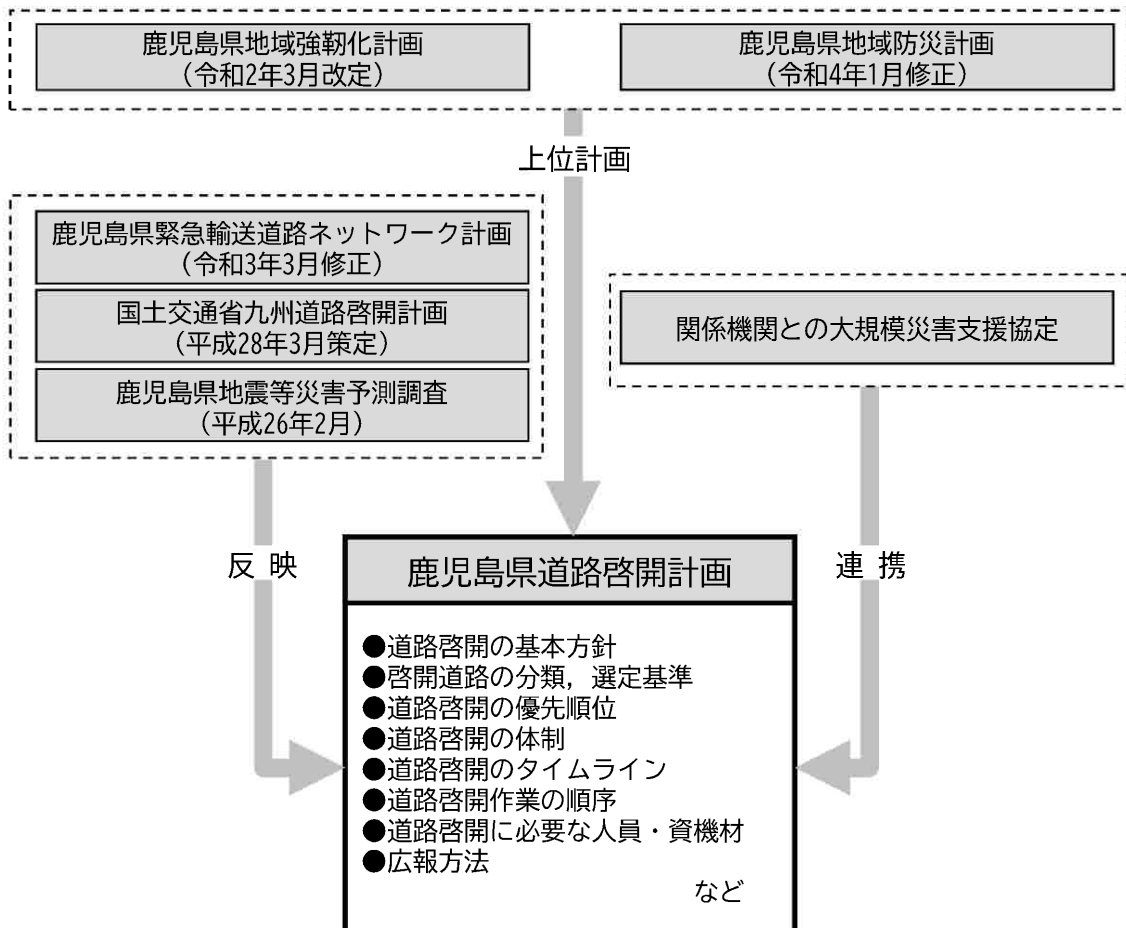 鹿児島県地域強靭化計画
（令和2年3月改定）
鹿児島県地域防災計画
（令和4年1月修正）
上位計画
鹿児島県緊急輸送道路ネットワーク計画
（令和3年3月修正）
国土交通省九州道路啓開計画
（平成28年3月策定）
鹿児島県地震等災害予測調査
（平成26年2月）
関係機関との大規模災害支援協定
反 映
連 携
鹿児島県道路啓開計画
●道路啓開の基本方針
●啓開道路の分類，選定基準
●道路啓開の優先順位
●道路啓開の体制
●道路啓開のタイムライン
●道路啓開作業の順序
●道路啓開に必要な人員・資機材
●広報方法
など